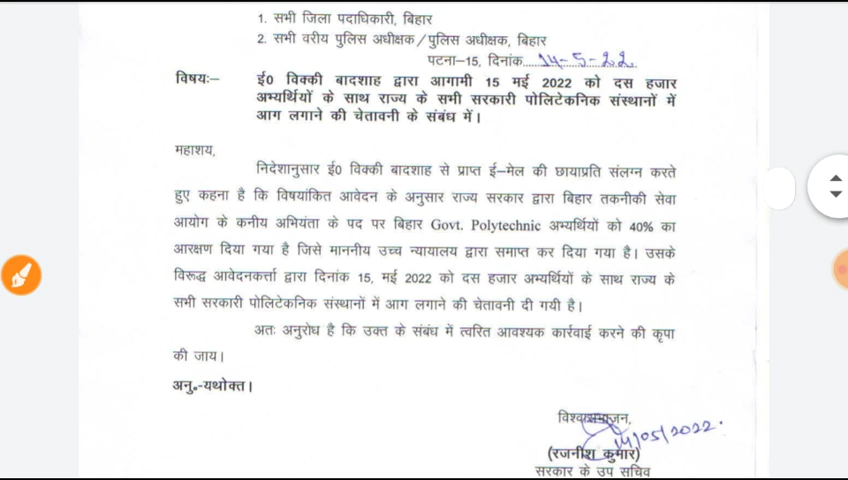 1. सभी जिला पदाधिकारी, बिहार
2. सभी वरीय पुलिस अधीक्षक/पुलिस अधीक्षक, बिहार
पटना-15, दिनांक....14-5-22
विषयः- ई0 विक्की बादशाह द्वारा आगामी 15 मई 2022 को दस हजार
अभ्यर्थियों के साथ राज्य के सभी सरकारी पोलिटेकनिक संस्थानों में
आग लगाने की चेतावनी के संबंध में।
महाशय,
निदेशानुसार ई0 विक्की बादशाह से प्राप्त ई-मेल की छायाप्रति संलग्न करते
हुए कहना है कि विषयांकित आवेदन के अनुसार राज्य सरकार द्वारा बिहार तकनीकी सेवा
आयोग के कनीय अभियंता के पद पर बिहार Govt. Polytechnic अभ्यर्थियों को 40% का
आरक्षण दिया गया है जिसे माननीय उच्च न्यायालय द्वारा समाप्त कर दिया गया है। उसके
विरूद्ध आवेदनकर्त्ता द्वारा दिनांक 15, मई 2022 को दस हजार अभ्यर्थियों के साथ राज्य के
सभी सरकारी पोलिटेकनिक संस्थानों में आग लगाने की चेतावनी दी गयी है।
अतः अनुरोध है कि उक्त के संबंध में त्वरित आवश्यक कार्रवाई करने की कृपा
की जाय।
अनु०-यथोक्त।
विश्वासभाजन,
14/05/2022.
(रजनीश कुमार)
सरकार के उप सचिव